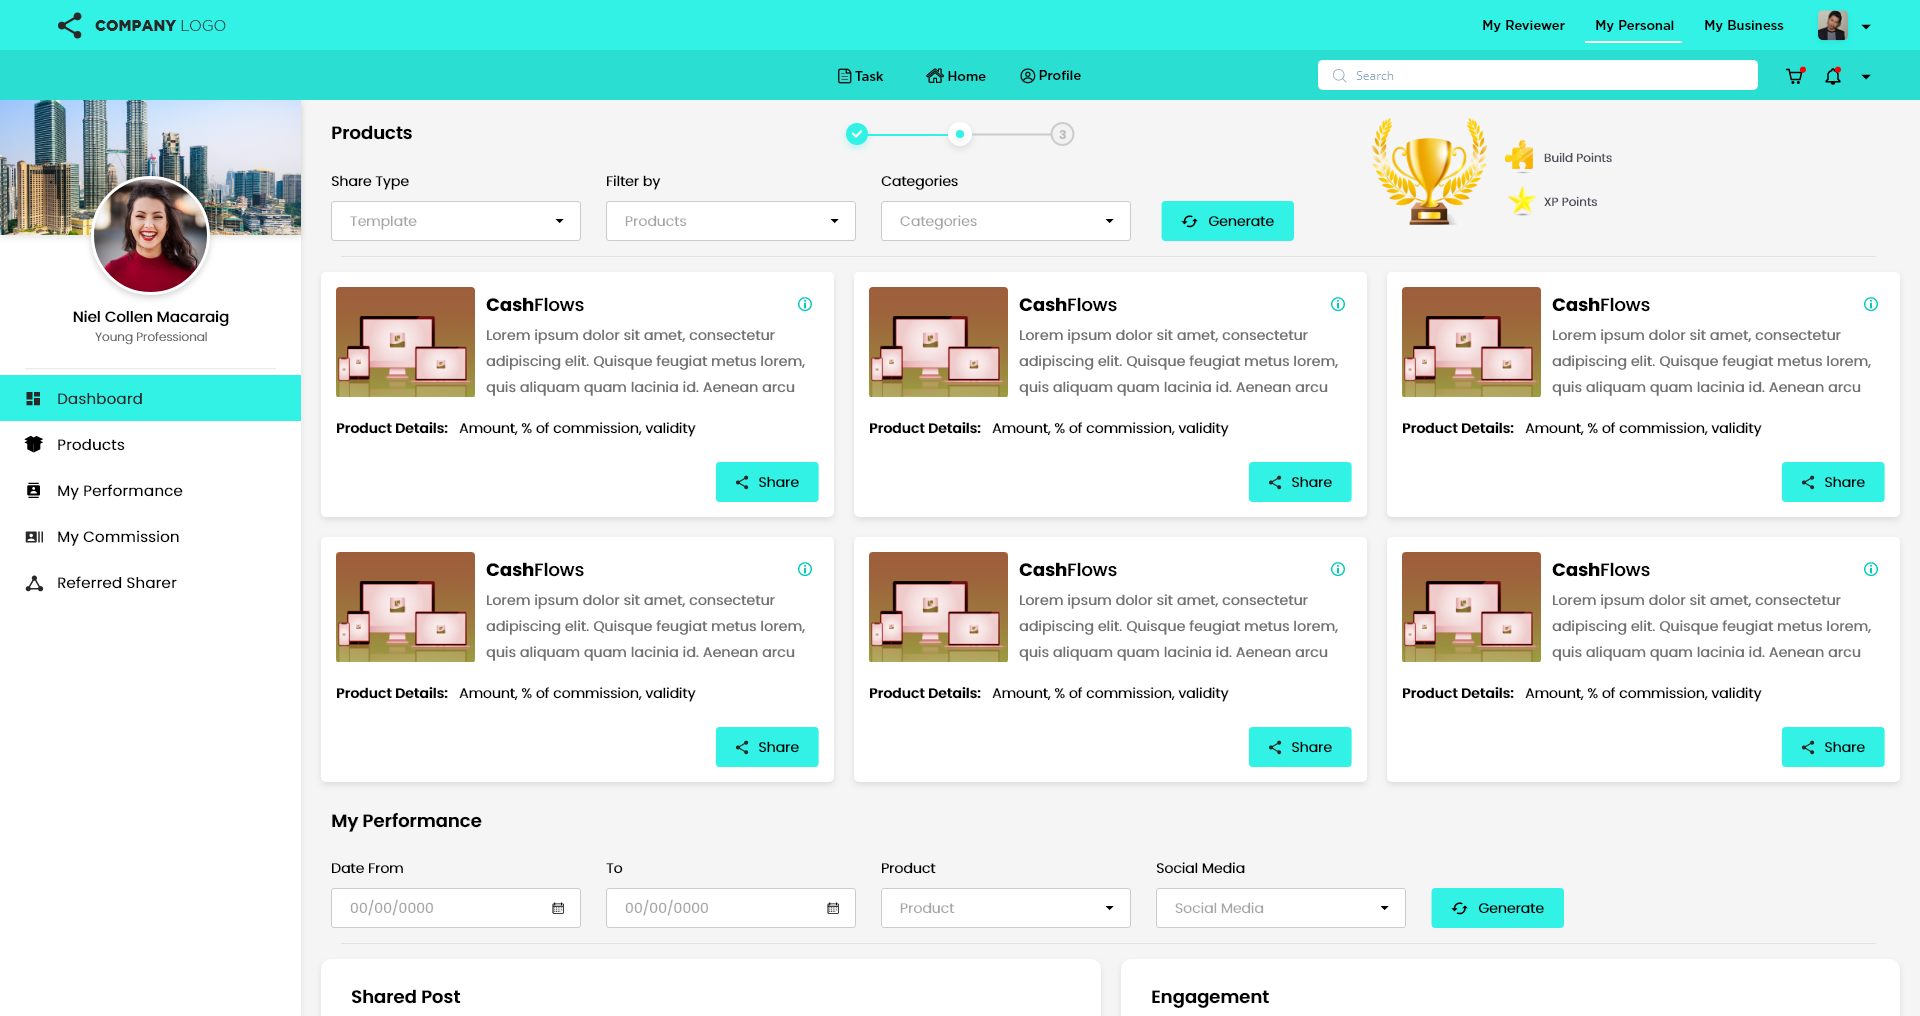 COMPANY LOGO
My Reviewer
My Personal
My Business
Task
Home
Profile
Search
Niel Collen Macaraig
Young Professional
Dashboard
Products
My Performance
My Commission
Referred Sharer
Products
3
Build Points
XP Points
Share Type
Filter by
Categories
Template
Products
Categories
Generate
CashFlows
Lorem ipsum dolor sit amet, consectetur
adipiscing elit. Quisque feugiat metus lorem,
quis aliquam quam lacinia id. Aenean arcu
Product Details: Amount, % of commission, validity
Share
CashFlows
Lorem ipsum dolor sit amet, consectetur
adipiscing elit. Quisque feugiat metus lorem,
quis aliquam quam lacinia id. Aenean arcu
Product Details: Amount, % of commission, validity
Share
CashFlows
Lorem ipsum dolor sit amet, consectetur
adipiscing elit. Quisque feugiat metus lorem,
quis aliquam quam lacinia id. Aenean arcu
Product Details: Amount, % of commission, validity
Share
CashFlows
Lorem ipsum dolor sit amet, consectetur
adipiscing elit. Quisque feugiat metus lorem,
quis aliquam quam lacinia id. Aenean arcu
Product Details: Amount, % of commission, validity
Share
CashFlows
Lorem ipsum dolor sit amet, consectetur
adipiscing elit. Quisque feugiat metus lorem,
quis aliquam quam lacinia id. Aenean arcu
Product Details: Amount, % of commission, validity
Share
CashFlows
Lorem ipsum dolor sit amet, consectetur
adipiscing elit. Quisque feugiat metus lorem,
quis aliquam quam lacinia id. Aenean arcu
Product Details: Amount, % of commission, validity
Share
My Performance
Date From
To
Product
Social Media
00/00/0000
00/00/0000
Product
Social Media
Generate
Shared Post
Engagement